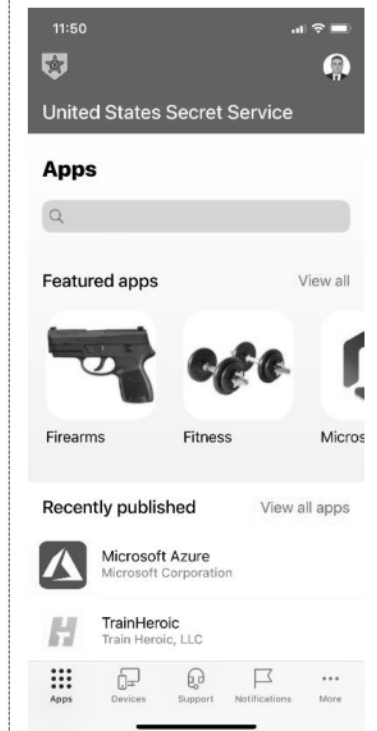 11:50
United States Secret Service
Apps
Featured apps View all
Firearms Fitness Micros
Recently published View all apps
Microsoft Azure
Microsoft Corporation
TrainHeroic
Train Heroic, LLC
Apps Devices Support Notifications More